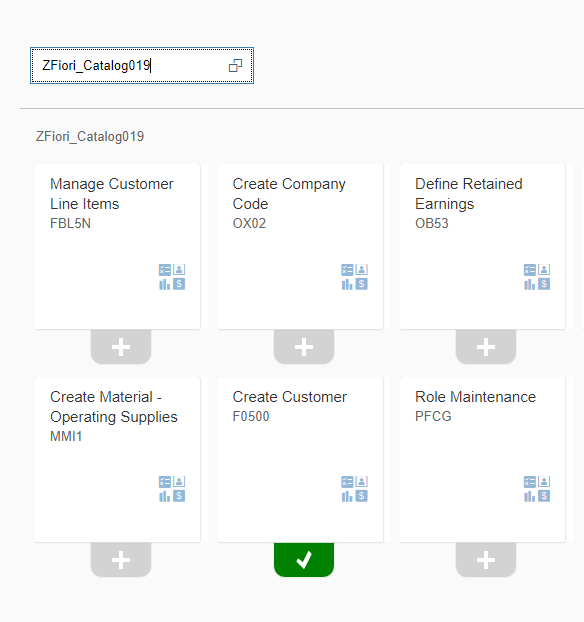 ZFiori_Catalog019
ZFiori_Catalog019
Manage Customer
Line Items
FBL5N
Create Company
Code
OX02
Define Retained
Earnings
OB53
Create Material -
Operating Supplies
MMI1
Create Customer
F0500
Role Maintenance
PFCG